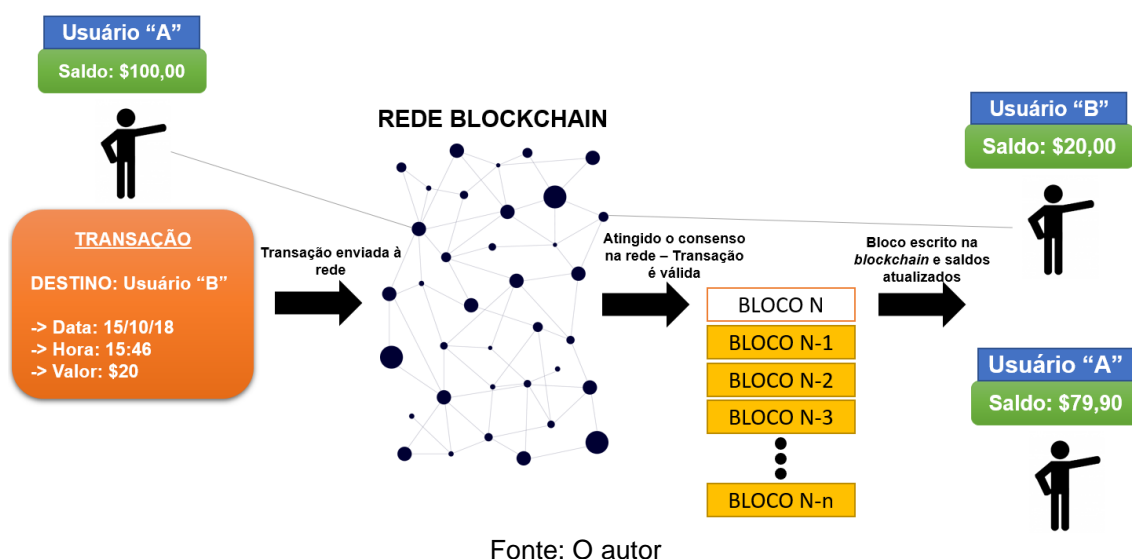 Usuário “A”
Saldo: $100,00
TRANSAÇÃO
DESTINO: Usuário “B”
-> Data: 15/10/18
-> Hora: 15:46
-> Valor: $20
Transação enviada à
rede
REDE BLOCKCHAIN
Atingido o consenso
na rede – Transação
é válida
BLOCO N
BLOCO N-1
BLOCO N-2
BLOCO N-3
BLOCO N-n
Bloco escrito na
blockchain e saldos
atualizados
Usuário “B”
Saldo: $20,00
Usuário “A”
Saldo: $79,90
Fonte: O autor